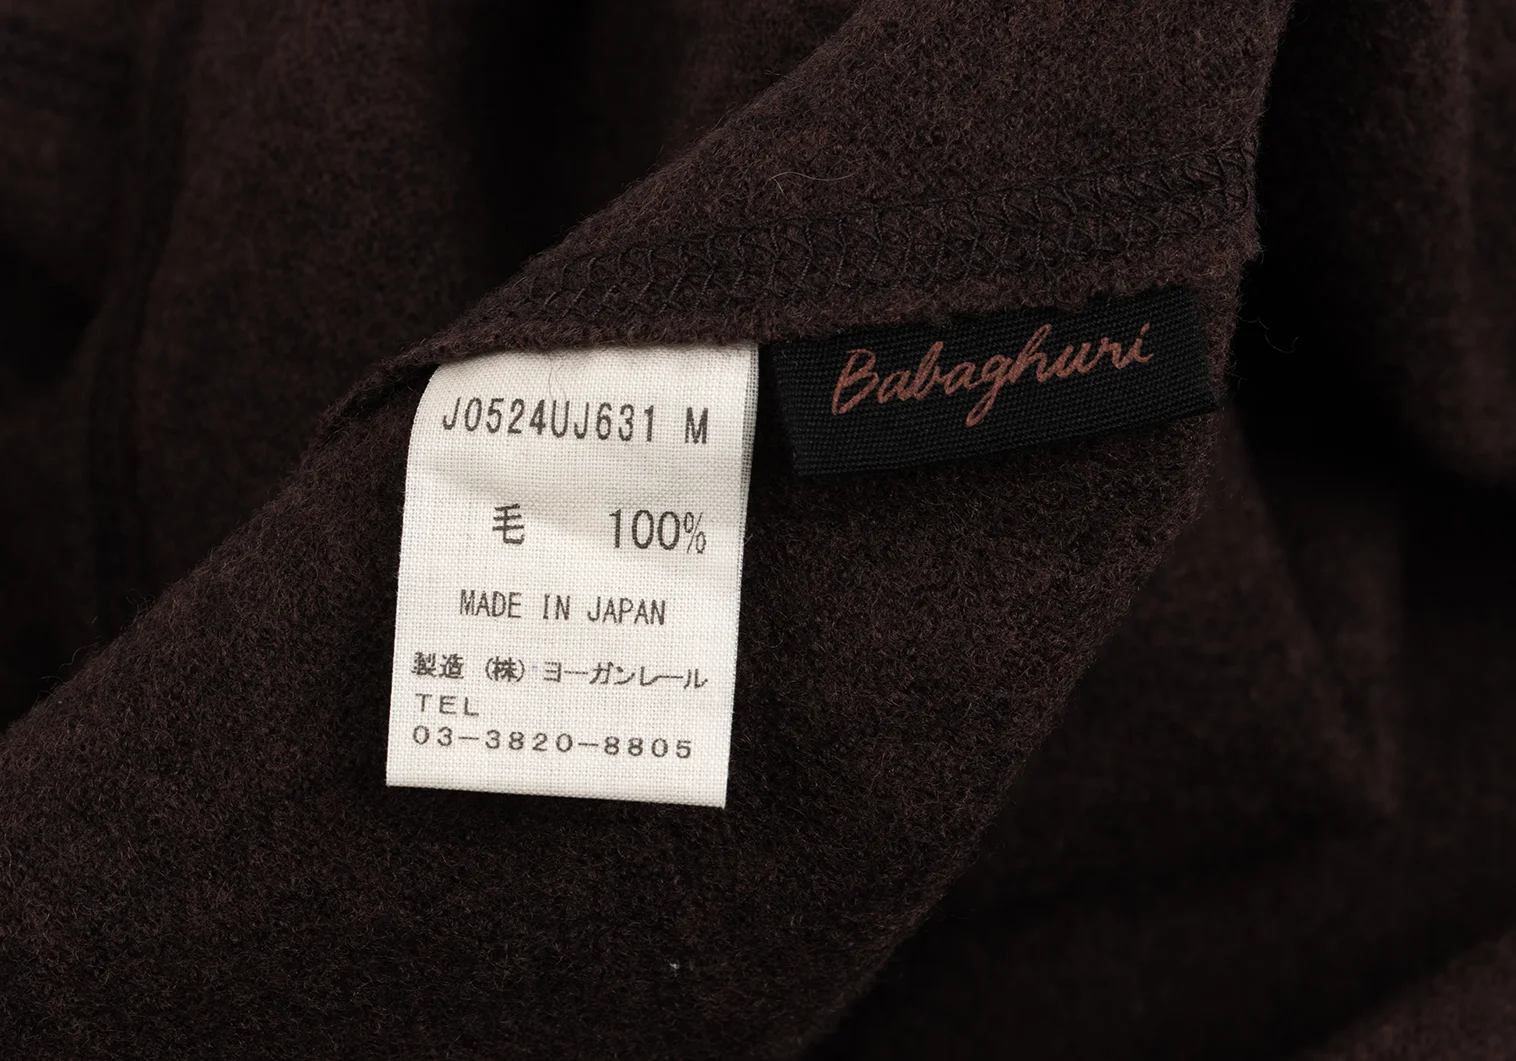 J0524UJ631 M
毛 100%
MADE IN JAPAN
製造 (株) ヨーガンレール
TEL
03-3820-8805
Babaghuri